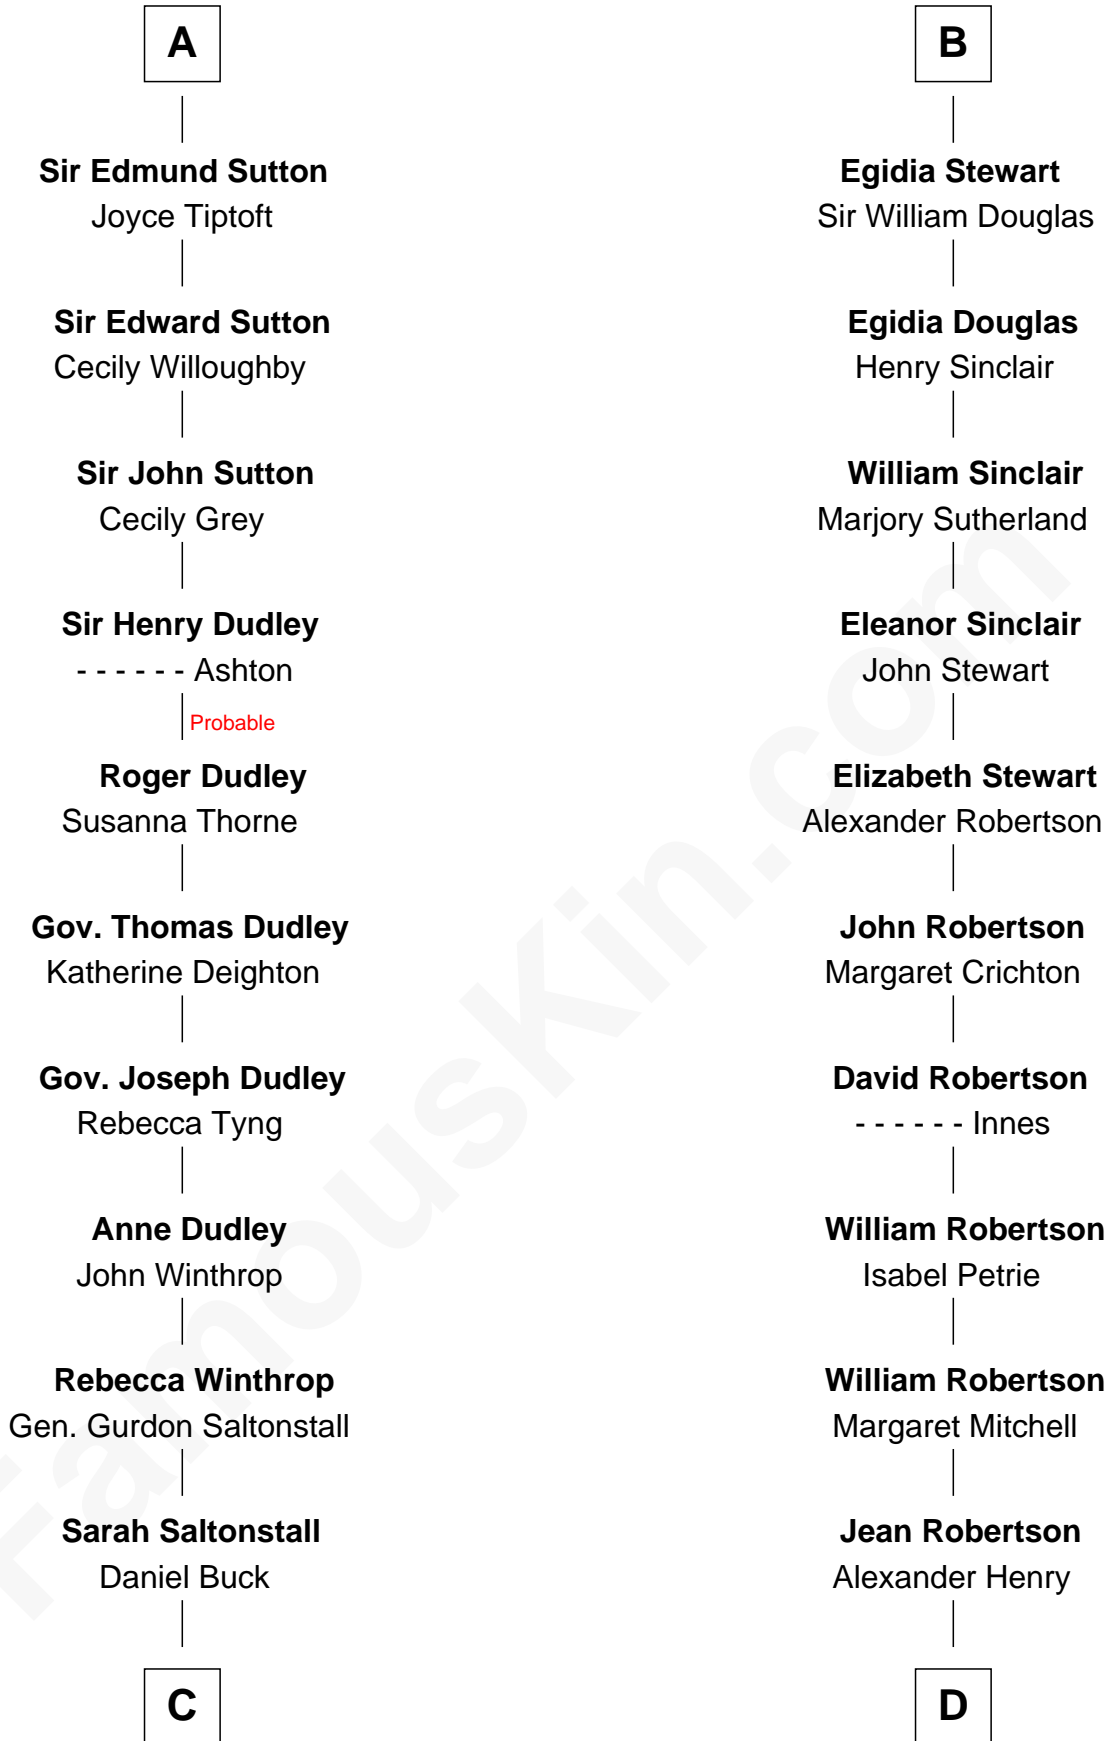 A
Sir Edmund Sutton
Joyce Tiptoft
Sir Edward Sutton
Cecily Willoughby
Sir John Sutton
Cecily Grey
Sir Henry Dudley
- - - - - - Ashton
Probable
Roger Dudley
Susanna Thorne
Gov. Thomas Dudley
Katherine Deighton
Gov. Joseph Dudley
Rebecca Tyng
Anne Dudley
John Winthrop
Rebecca Winthrop
Gen. Gurdon Saltonstall
Sarah Saltonstall
Daniel Buck
C
B
Egidia Stewart
Sir William Douglas
Egidia Douglas
Henry Sinclair
William Sinclair
Marjory Sutherland
Eleanor Sinclair
John Stewart
Elizabeth Stewart
Alexander Robertson
John Robertson
Margaret Crichton
David Robertson
- - - - - - Innes
William Robertson
Isabel Petrie
William Robertson
Margaret Mitchell
Jean Robertson
Alexander Henry
D
FamousKin.com